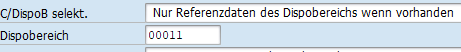 C/DispoB selekt. Nur Referenzdaten des Dispobereichs wenn vorhanden
Dispobereich 00011